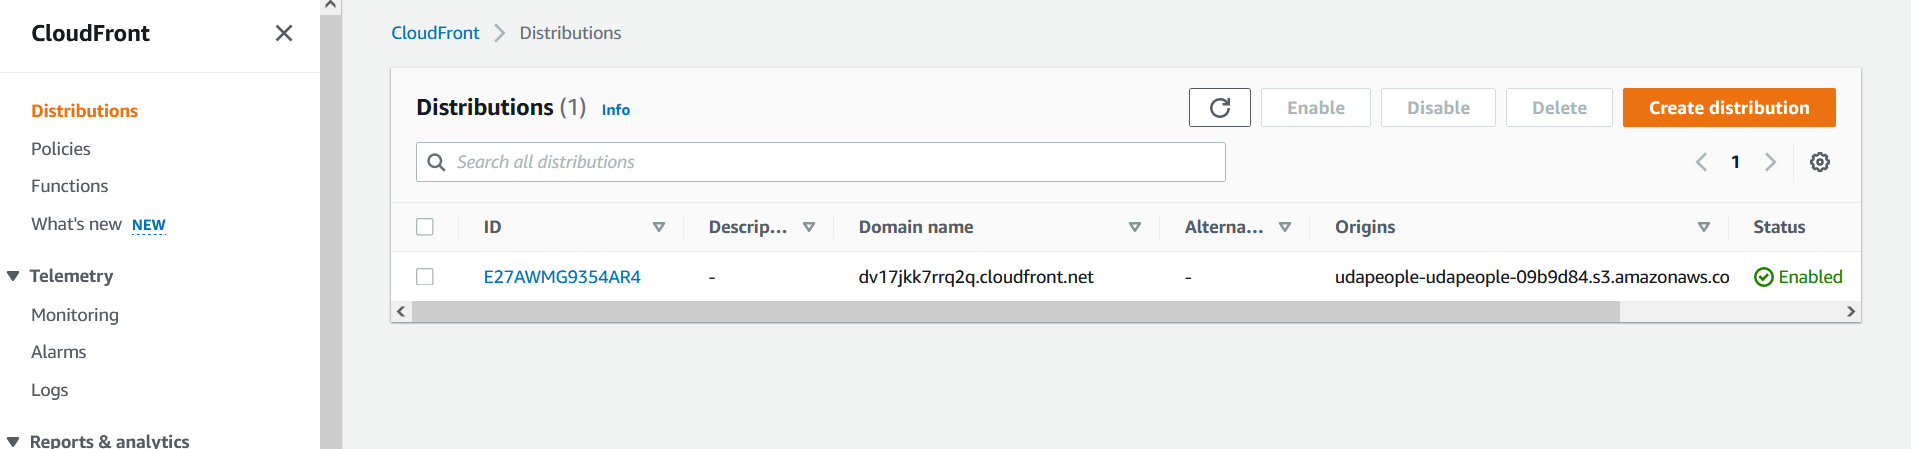 CloudFront
Distributions
Policies
Functions
What's new NEW
Telemetry
Monitoring
Alarms
Logs
Reports & analytics
CloudFront > Distributions
Distributions (1) Info
Enable Disable Delete Create distribution
Search all distributions
1
ID Descrip... Domain name Alterna... Origins Status
E27AWMG9354AR4 - dv17jkk7rrq2q.cloudfront.net - udapeople-udapeople-09b9d84.s3.amazonaws.co Enabled